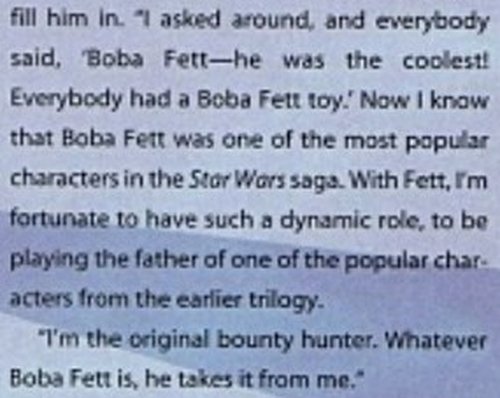 fill him in. "I asked around, and everybody
said, 'Boba Fett—he was the coolest!
Everybody had a Boba Fett toy.' Now I know
that Boba Fett was one of the most popular
characters in the Star Wars saga. With Fett, I'm
fortunate to have such a dynamic role, to be
playing the father of one of the popular char-
acters from the earlier trilogy.
"I'm the original bounty hunter. Whatever
Boba Fett is, he takes it from me."